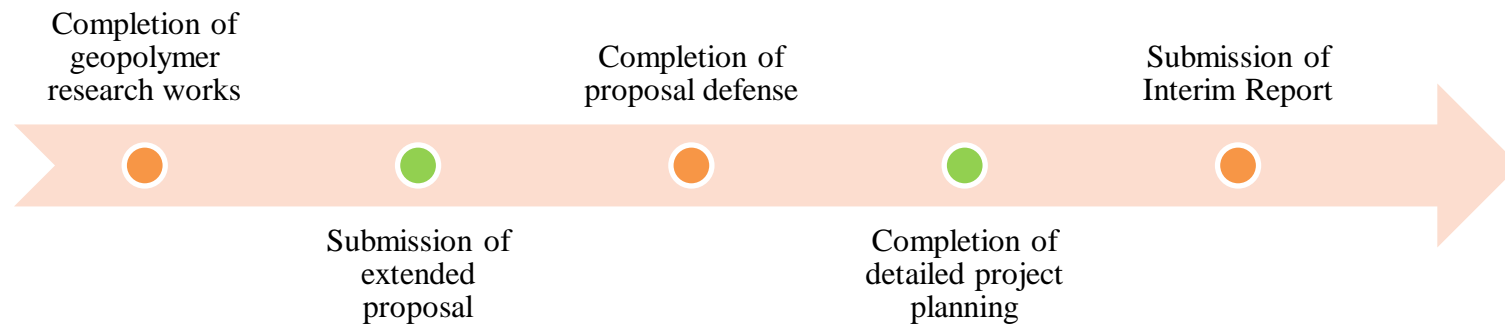 Completion of
geopolymer
research works
Submission of
extended
proposal
Completion of
proposal defense
Completion of
detailed project
planning
Submission of
Interim Report